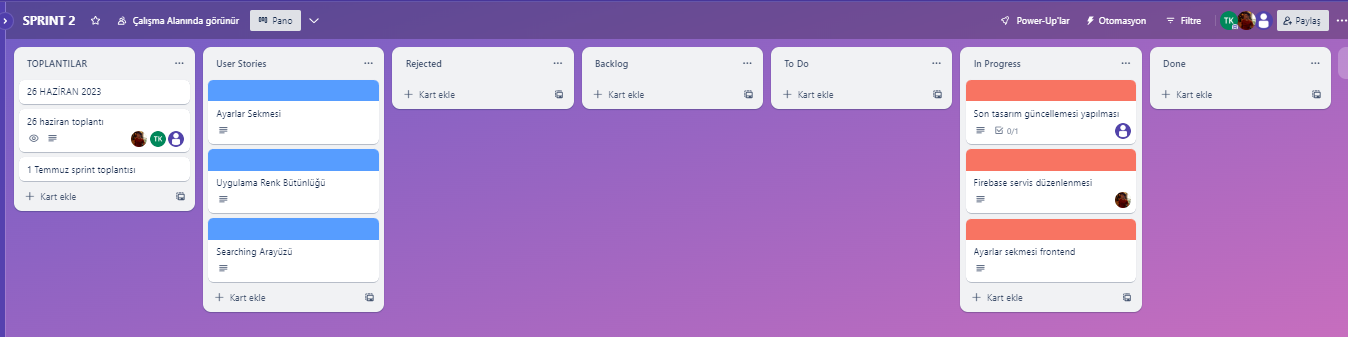 SPRINT 2
Çalışma Alanında görünür
Pano
Power-Up'lar
Otomasyon
Filtre
TK
Paylaş
TOPLANTILAR
26 HAZİRAN 2023
26 haziran toplantı
TK
1 Temmuz sprint toplantısı
Kart ekle
User Stories
Ayarlar Sekmesi
Uygulama Renk Bütünlüğü
Searching Arayüzü
Kart ekle
Rejected
Kart ekle
Backlog
Kart ekle
To Do
Kart ekle
In Progress
Son tasarım güncellemesi yapılması
0/1
Firebase servis düzenlenmesi
Ayarlar sekmesi frontend
Kart ekle
Done
Kart ekle